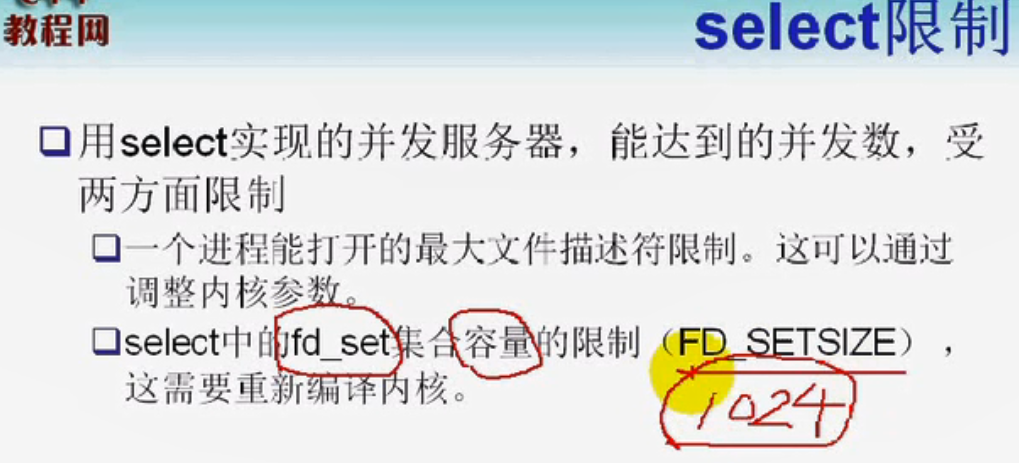 教程网
select限制
用select实现的并发服务器，能达到的并发数，受
两方面限制
一个进程能打开的最大文件描述符限制。这可以通过
调整内核参数。
select中的fd_set集合容量的限制（FD_SETSIZE），
这需要重新编译内核。
1024